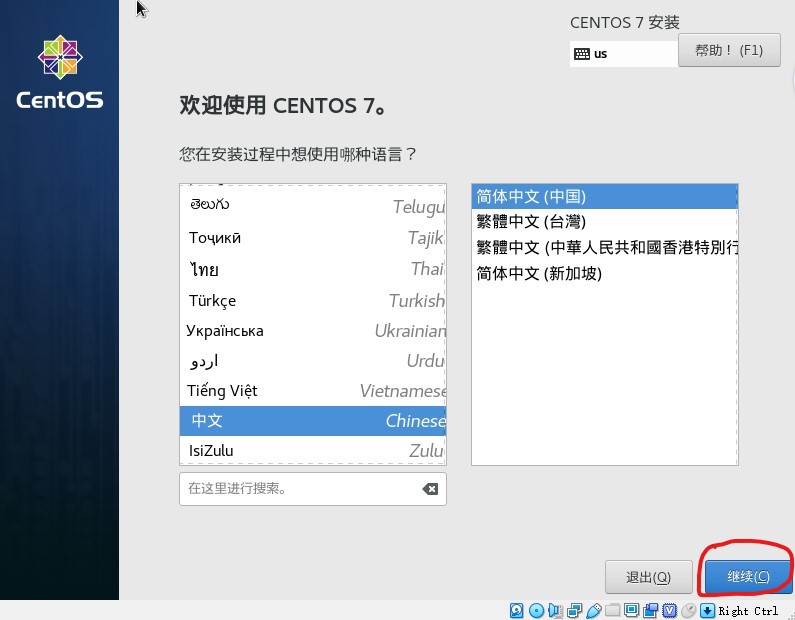 CENTOS 7 安装
us
帮助！ (F1)
CentOS
欢迎使用 CENTOS 7。
您在安装过程中想使用哪种语言？
తెలుగు Telugu
Тоҷикӣ Tajik
ไทย Thai
Türkçe Turkish
Українська Ukrainian
اردو Urdu
Tiếng Việt Vietnamese
中文 Chinese
IsiZulu Zulu
简体中文 (中国)
繁體中文 (台灣)
繁體中文 (中華人民共和國香港特別行
简体中文 (新加坡)
在这里进行搜索。
退出(Q)
继续(C)
Right Ctrl